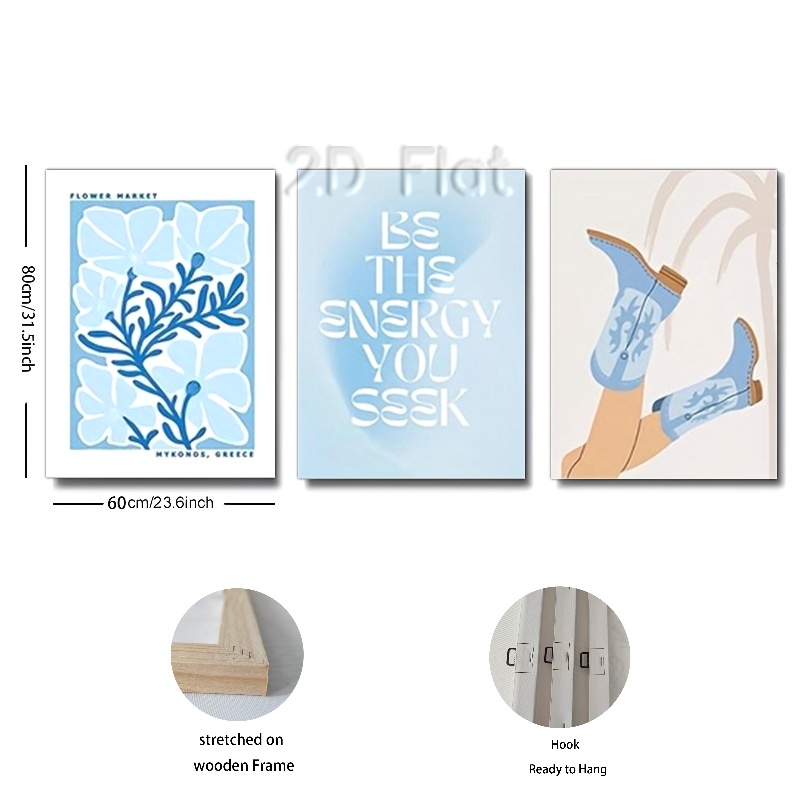 2D Flat
FLOWER MARKET
MYKONOS, GREECE
BE
THE
ENERGY
YOU
SEEK
80cm/31.5inch
60cm/23.6inch
stretched on
wooden Frame
Hook
Ready to Hang